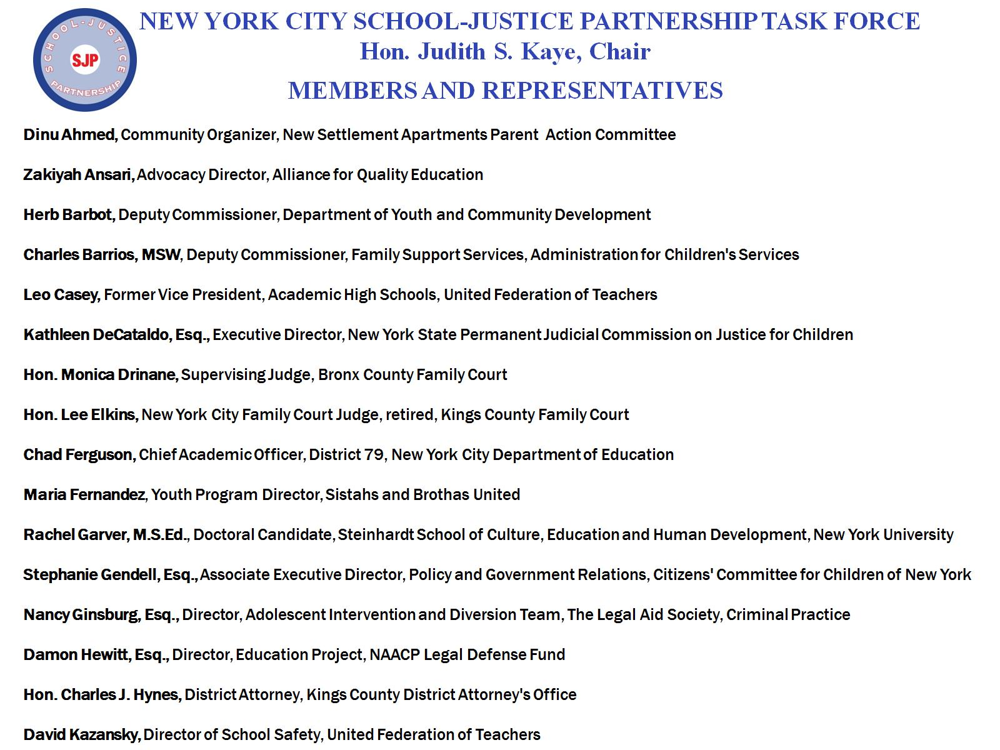 SCHOOL-JUSTICE
SJP
PARTNERSHIP
NEW YORK CITY SCHOOL-JUSTICE PARTNERSHIP TASK FORCE
Hon. Judith S. Kaye, Chair
MEMBERS AND REPRESENTATIVES
Dinu Ahmed, Community Organizer, New Settlement Apartments Parent Action Committee
Zakiyah Ansari, Advocacy Director, Alliance for Quality Education
Herb Barbot, Deputy Commissioner, Department of Youth and Community Development
Charles Barrios, MSW, Deputy Commissioner, Family Support Services, Administration for Children's Services
Leo Casey, Former Vice President, Academic High Schools, United Federation of Teachers
Kathleen DeCataldo, Esq., Executive Director, New York State Permanent Judicial Commission on Justice for Children
Hon. Monica Drinane, Supervising Judge, Bronx County Family Court
Hon. Lee Elkins, New York City Family Court Judge, retired, Kings County Family Court
Chad Ferguson, Chief Academic Officer, District 79, New York City Department of Education
Maria Fernandez, Youth Program Director, Sistahs and Brothas United
Rachel Garver, M.S.Ed., Doctoral Candidate, Steinhardt School of Culture, Education and Human Development, New York University
Stephanie Gendell, Esq., Associate Executive Director, Policy and Government Relations, Citizens' Committee for Children of New York
Nancy Ginsburg, Esq., Director, Adolescent Intervention and Diversion Team, The Legal Aid Society, Criminal Practice
Damon Hewitt, Esq., Director, Education Project, NAACP Legal Defense Fund
Hon. Charles J. Hynes, District Attorney, Kings County District Attorney's Office
David Kazansky, Director of School Safety, United Federation of Teachers